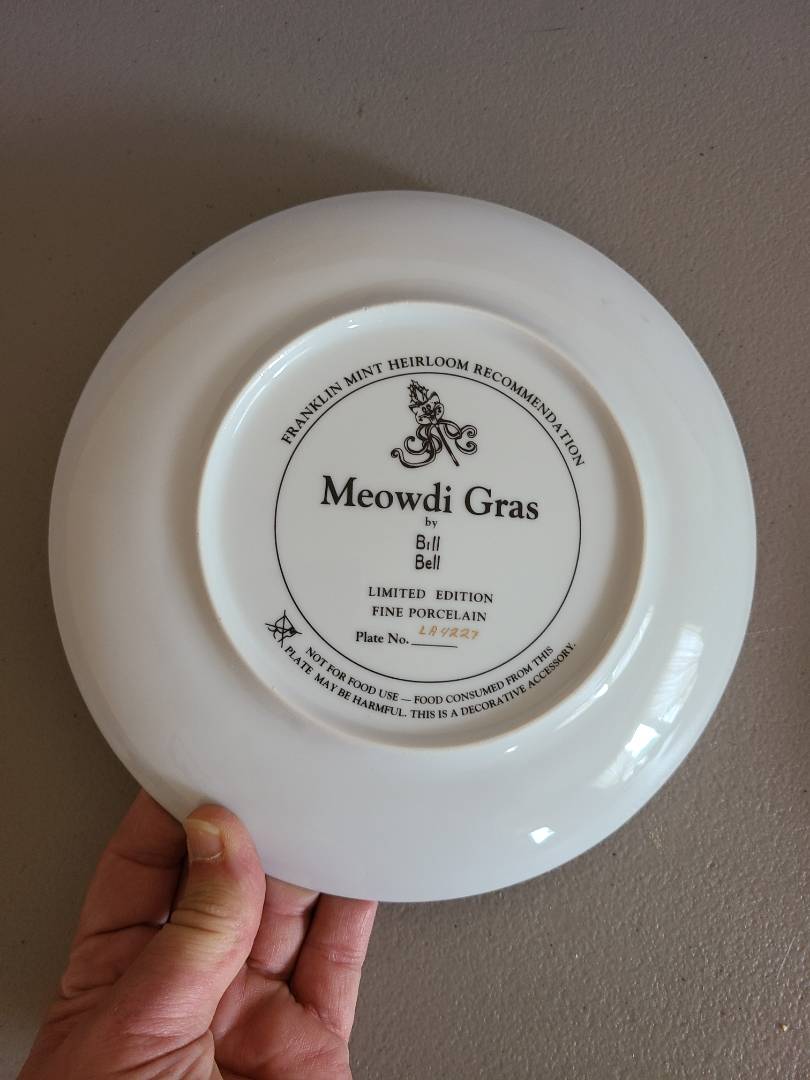 FRANKLIN MINT HEIRLOOM RECOMMENDATION
Meowdi Gras
by
Bill
Bell
LIMITED EDITION
FINE PORCELAIN
Plate No. LA4227
NOT FOR FOOD USE — FOOD CONSUMED FROM THIS
PLATE MAY BE HARMFUL. THIS IS A DECORATIVE ACCESSORY.